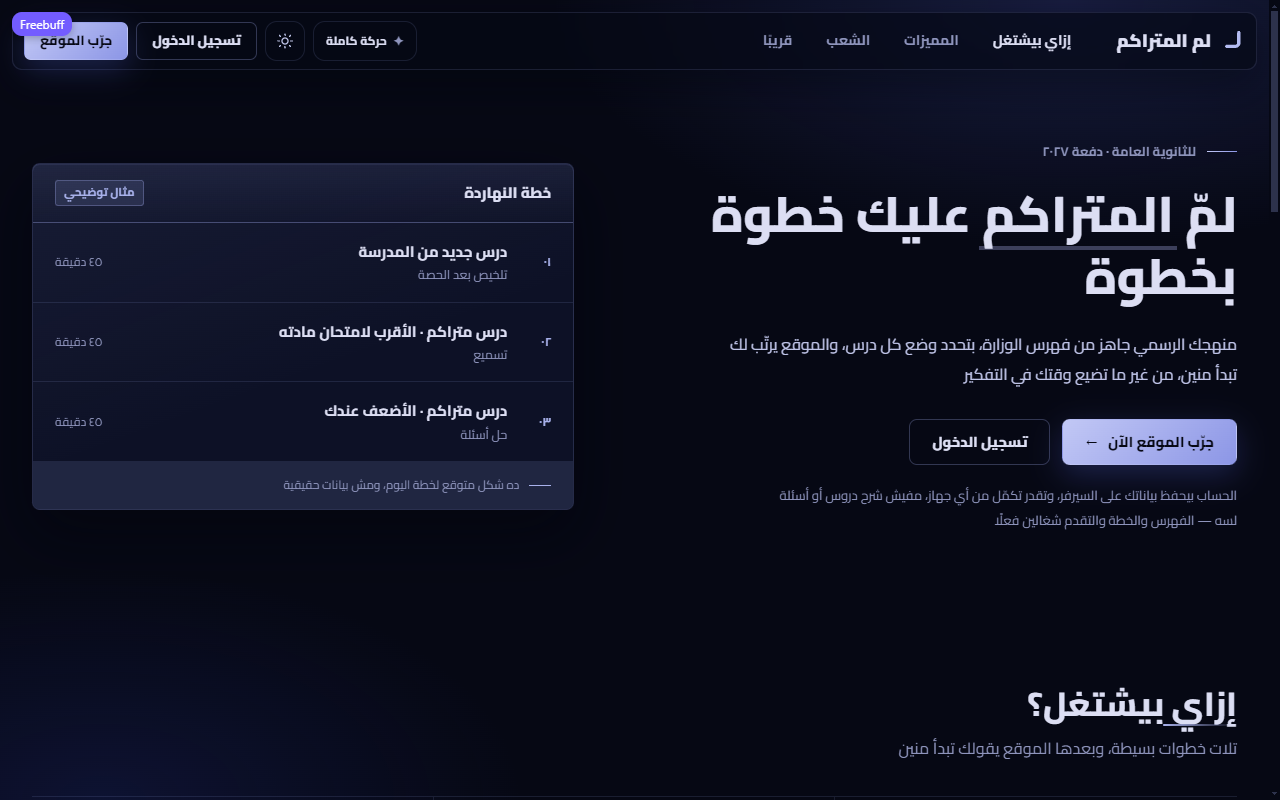 لم المتراكم
إزاي بيشتغل
المميزات
الشعب
قريبًا
✦ حركة كاملة
تسجيل الدخول
جرّب الموقع
Freebuff
للثانوية العامة · دفعة ٢٠٢٧
لمّ المتراكم عليك خطوة
بخطوة
منهجك الرسمي جاهز من فهرس الوزارة، بتحدد وضع كل درس، والموقع يرتّب لك
تبدأ منين، من غير ما تضيع وقتك في التفكير
جرّب الموقع الآن ←
تسجيل الدخول
الحساب بيحفظ بياناتك على السيرفر، وتقدر تكمّل من أي جهاز، مفيش شرح دروس أو أسئلة
لسه — الفهرس والخطة والتقدم شغالين فعلًا
خطة النهاردة
مثال توضيحي
٠١
درس جديد من المدرسة
تلخيص بعد الحصة
٤٥ دقيقة
٠٢
درس متراكم · الأقرب لامتحان مادته
تسميع
٤٥ دقيقة
٠٣
درس متراكم · الأضعف عندك
حل أسئلة
٤٥ دقيقة
ده شكل متوقع لخطة اليوم، ومش بيانات حقيقية
إزاي بيشتغل؟
تلات خطوات بسيطة، وبعدها الموقع يقولك تبدأ منين